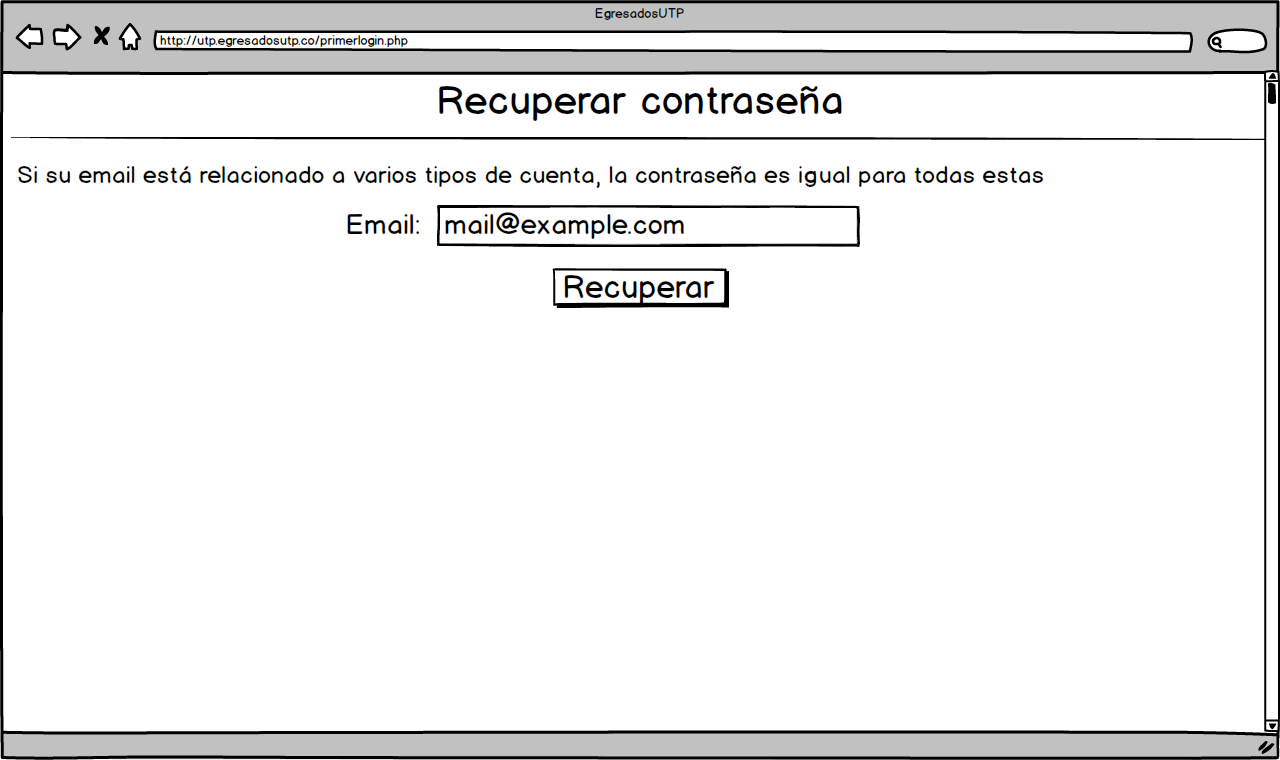 EgresadosUTP
http://utp.egresadosutp.co/primerlogin.php
Recuperar contraseña
Si su email está relacionado a varios tipos de cuenta, la contraseña es igual para todas estas
Email: mail@example.com
Recuperar